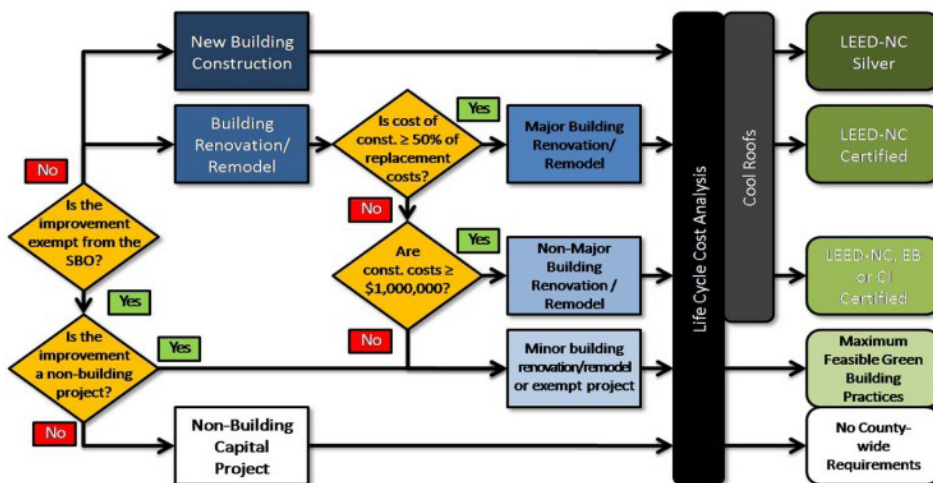 New Building
Construction
LEED-NC
Silver
Building
Renovation/
Remodel
Is cost of
const. ≥ 50% of
replacement
costs?
Yes
Major Building
Renovation/
Remodel
LEED-NC
Certified
No
Is the
improvement
exempt from the
SBO?
No
Are
const. costs ≥
$1,000,000?
Yes
Non-Major
Building
Renovation /
Remodel
Life Cycle Cost Analysis
Cool Roofs
LEED-NC, EB
or CI
Certified
Yes
Is the
improvement
a non-building
project?
Yes
No
Minor building
renovation/remodel
or exempt project
Maximum
Feasible Green
Building
Practices
No
Non-Building
Capital
Project
No County-
wide
Requirements